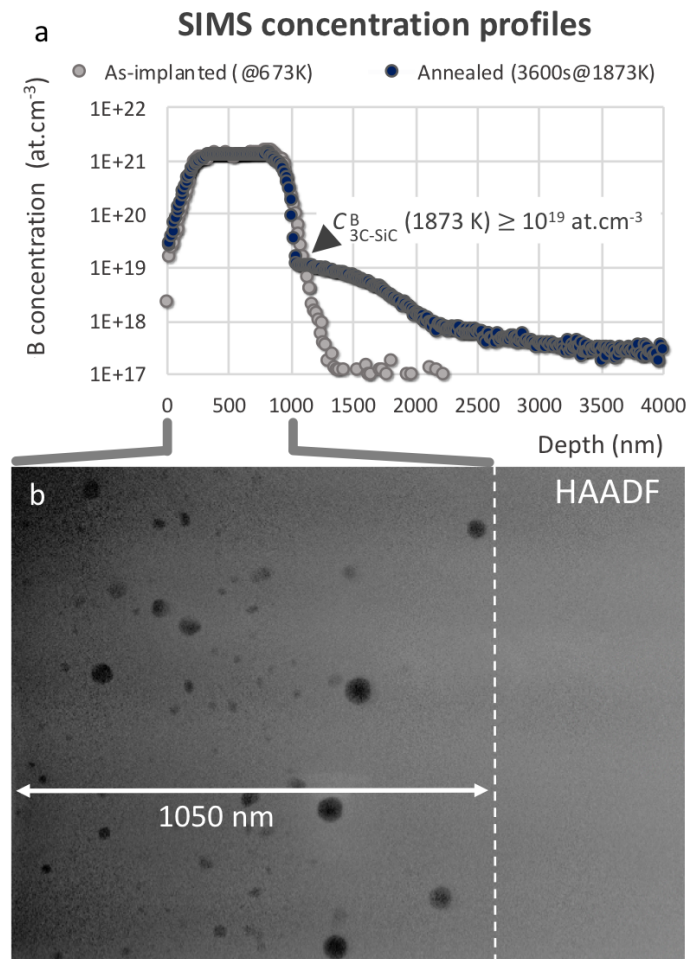 a
SIMS concentration profiles
As-implanted (@673K)
Annealed (3600s@1873K)
B concentration (at.cm-3)
1E+22
1E+21
1E+20
1E+19
1E+18
1E+17
C B 3C-SiC (1873 K) ≥ 10^19 at.cm-3
0 500 1000 1500 2000 2500 3000 3500 4000
Depth (nm)
b
HAADF
1050 nm